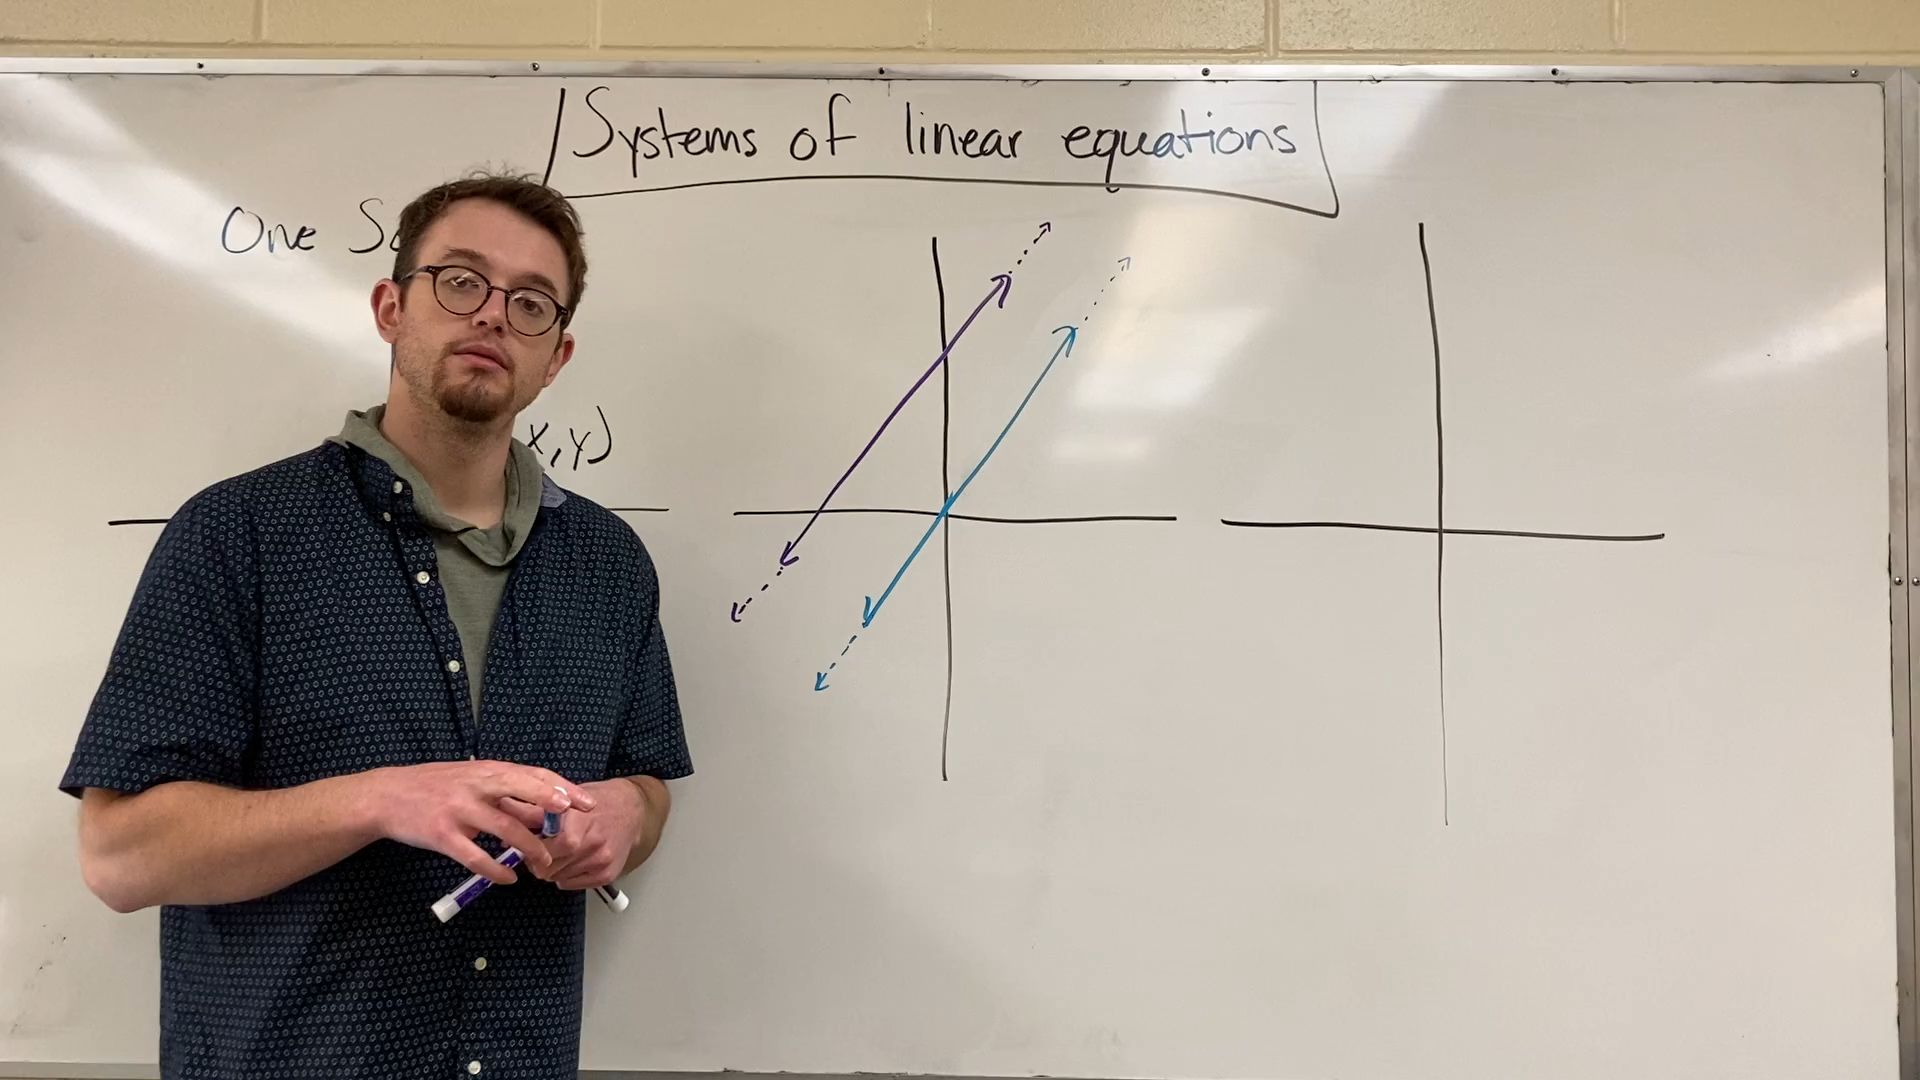 Systems of linear equations
One
x,y)